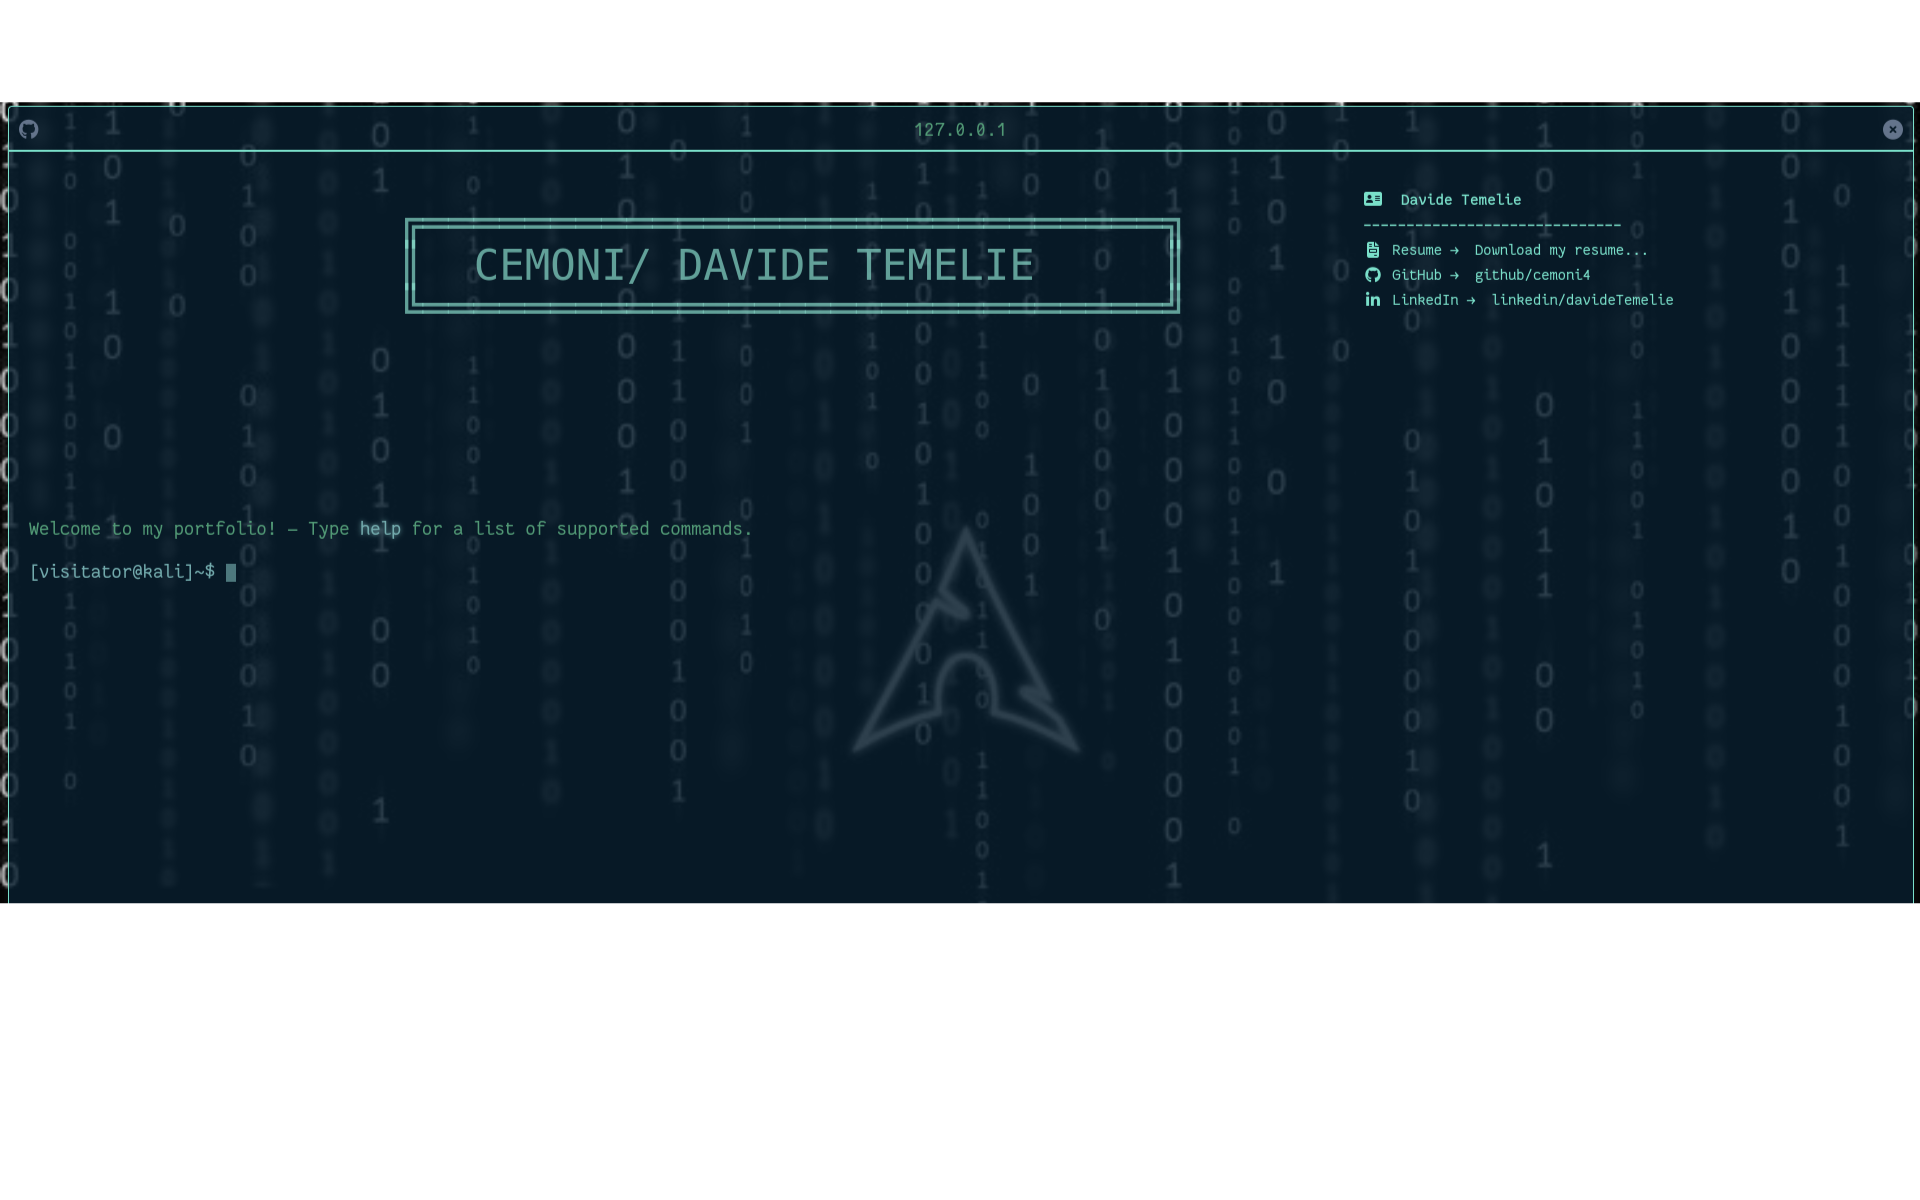 127.0.0.1
CEMONI/ DAVIDE TEMELIE
Davide Temelie
-------------------------------
Resume → Download my resume...
GitHub → github/cemoni4
LinkedIn → linkedin/davideTemelie
Welcome to my portfolio! — Type help for a list of supported commands.
[visitator@kali]~$